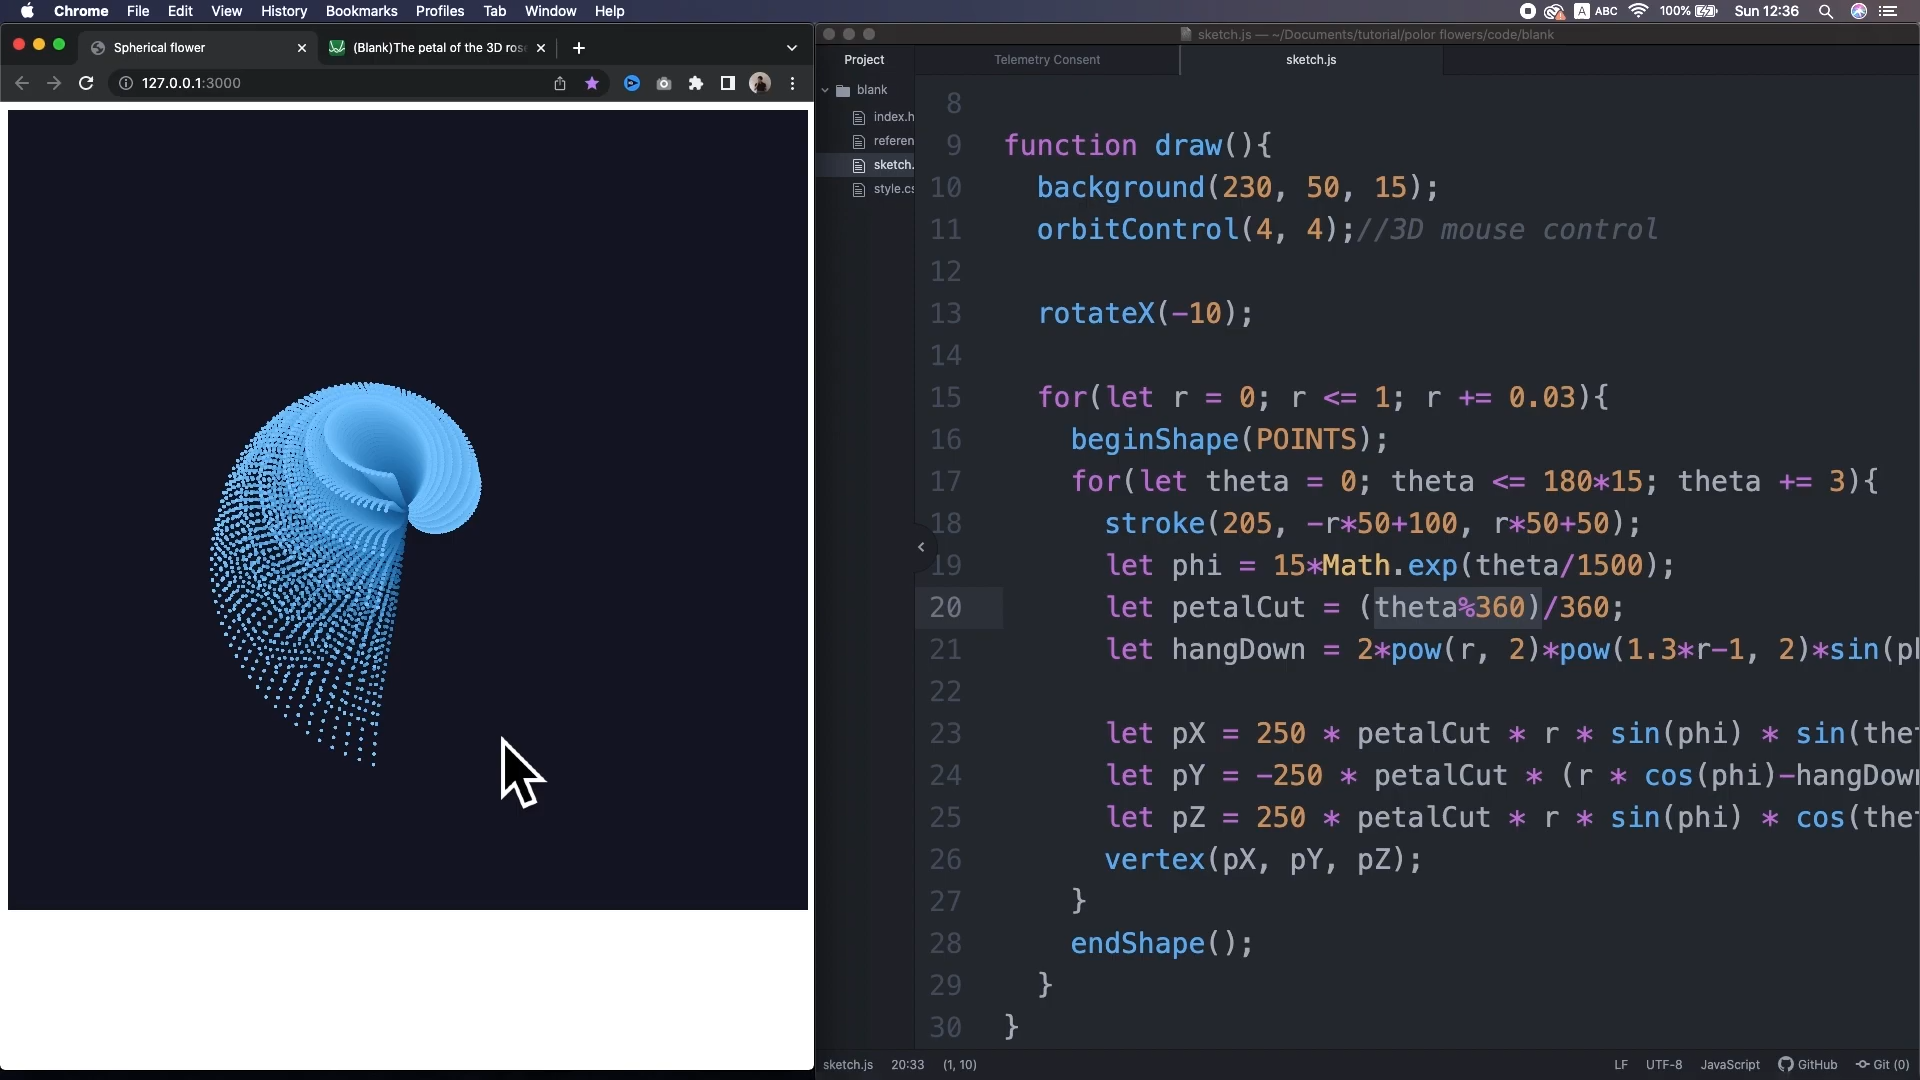 Chrome File Edit View History Bookmarks Profiles Tab Window Help
A ABC 100% Sun 12:36
Spherical flower
(Blank)The petal of the 3D rose
127.0.0.1:3000
sketch.js — ~/Documents/tutorial/polor flowers/code/blank
Project
Telemetry Consent
sketch.js
blank
index.h
referen
sketch.
style.cs
8
9 function draw(){
10 background(230, 50, 15);
11 orbitControl(4, 4);//3D mouse control
12
13 rotateX(-10);
14
15 for(let r = 0; r <= 1; r += 0.03){
16 beginShape(POINTS);
17 for(let theta = 0; theta <= 180*15; theta += 3){
18 stroke(205, -r*50+100, r*50+50);
19 let phi = 15*Math.exp(theta/1500);
20 let petalCut = (theta%360)/360;
21 let hangDown = 2*pow(r, 2)*pow(1.3*r-1, 2)*sin(ph
22
23 let pX = 250 * petalCut * r * sin(phi) * sin(the
24 let pY = -250 * petalCut * (r * cos(phi)-hangDow
25 let pZ = 250 * petalCut * r * sin(phi) * cos(the
26 vertex(pX, pY, pZ);
27 }
28 endShape();
29 }
30 }
sketch.js 20:33 (1, 10)
LF UTF-8 JavaScript GitHub Git (0)